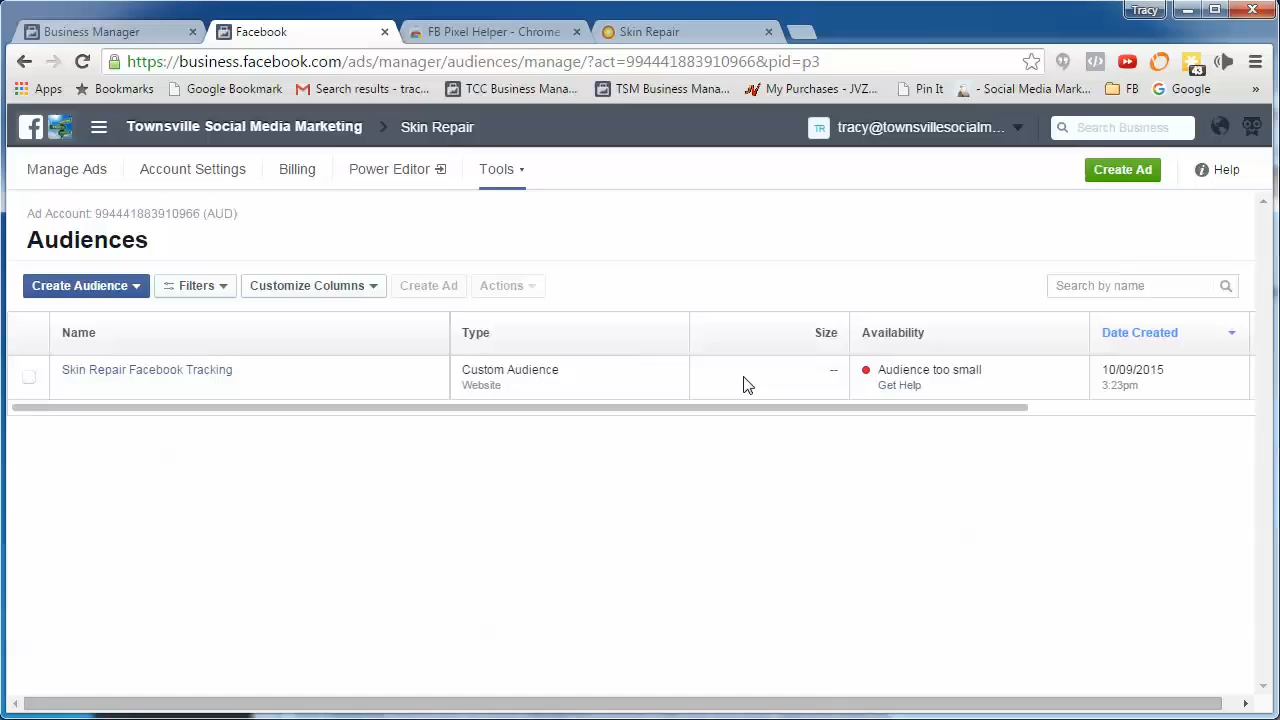 Tracy
Business Manager
Facebook
FB Pixel Helper - Chrome
Skin Repair
https://business.facebook.com/ads/manager/audiences/manage/?act=994441883910966&pid=p3
43
Apps
Bookmarks
Google Bookmark
Search results - trac...
TCC Business Mana...
TSM Business Mana...
My Purchases - JVZ...
Pin It
- Social Media Mark...
FB
Google
»
Townsville Social Media Marketing
Skin Repair
TR
tracy@townsvillesocialm...
Search Business
Manage Ads
Account Settings
Billing
Power Editor
Tools
Create Ad
Help
Ad Account: 994441883910966 (AUD)
Audiences
Create Audience
Filters
Customize Columns
Create Ad
Actions
Search by name
Name
Type
Size
Availability
Date Created
Skin Repair Facebook Tracking
Custom Audience
Website
--
Audience too small
Get Help
10/09/2015
3:23pm